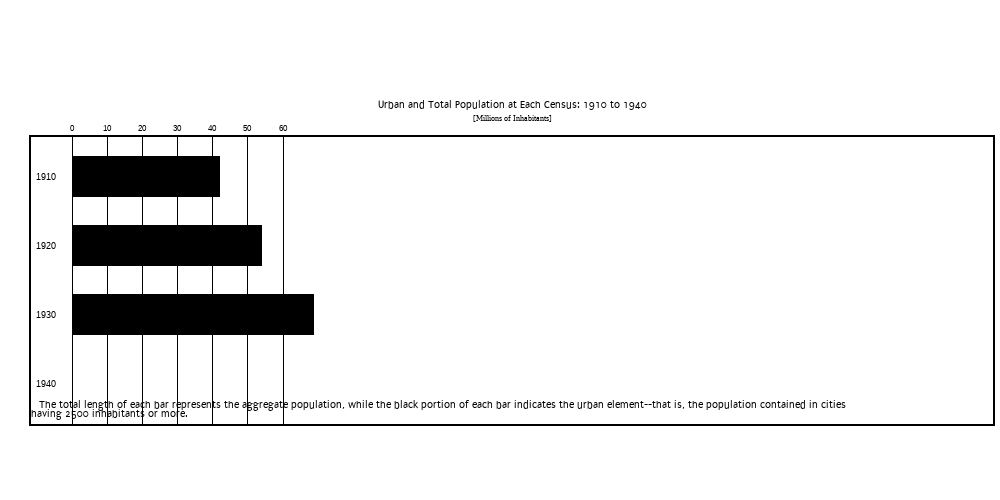 Urban and Total Population at Each Census: 1910 to 1940
[Millions of Inhabitants]
0 10 20 30 40 50 60
1910
1920
1930
1940
The total length of each bar represents the aggregate population, while the black portion of each bar indicates the urban element--that is, the population contained in cities
having 2500 inhabitants or more.